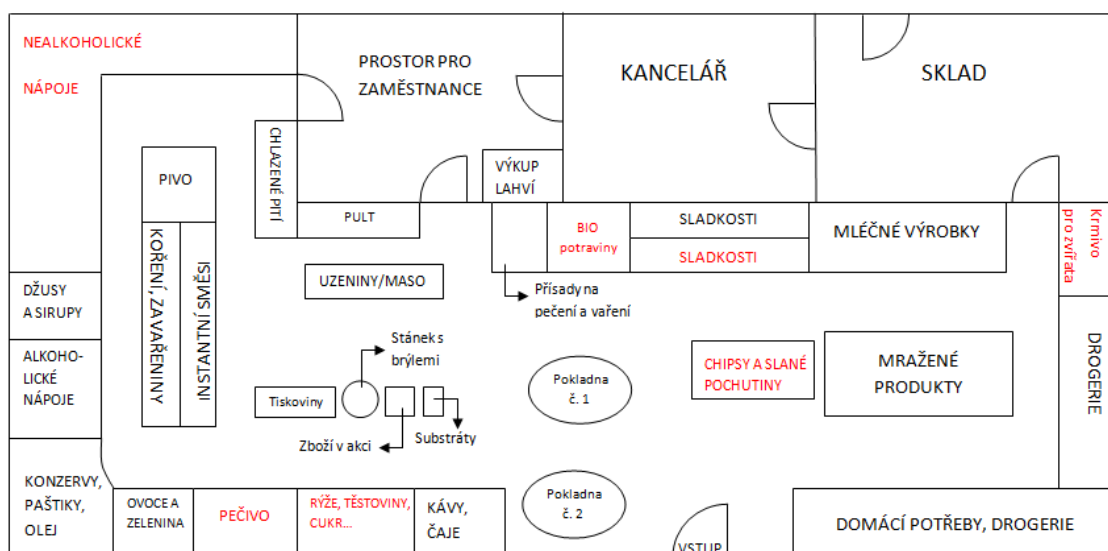 NEALKOHOLICKÉ
NÁPOJE
PROSTOR PRO
ZAMĚSTNANCE
KANCELÁŘ
SKLAD
CHLAZENÉ PITÍ
VÝKUP
LAHVÍ
PIVO
PULT
BIO
potraviny
SLADKOSTI
SLADKOSTI
MLÉČNÉ VÝROBKY
Krmivo
pro zvířata
KOŘENÍ, ZAVAŘENINY
INSTANTNÍ SMĚSI
UZENINY/MASO
Přísady na
pečení a vaření
DŽUSY
A SIRUPY
ALKOHO-
LICKÉ
NÁPOJE
Stánek s
brýlemi
Tiskoviny
Zboží v akci
Substráty
Pokladna
č. 1
CHIPSY A SLANÉ
POCHUTINY
MRAŽENÉ
PRODUKTY
DROGERIE
KONZERVY,
PAŠTIKY,
OLEJ
OVOCE A
ZELENINA
PEČIVO
RÝŽE, TĚSTOVINY,
CUKR...
KÁVY,
ČAJE
Pokladna
č. 2
VSTUP
DOMÁCÍ POTŘEBY, DROGERIE